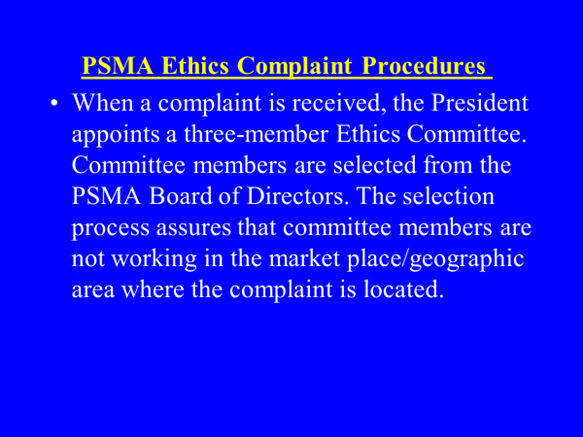 PSMA Ethics Complaint Procedures
• When a complaint is received, the President
appoints a three-member Ethics Committee.
Committee members are selected from the
PSMA Board of Directors. The selection
process assures that committee members are
not working in the market place/geographic
area where the complaint is located.